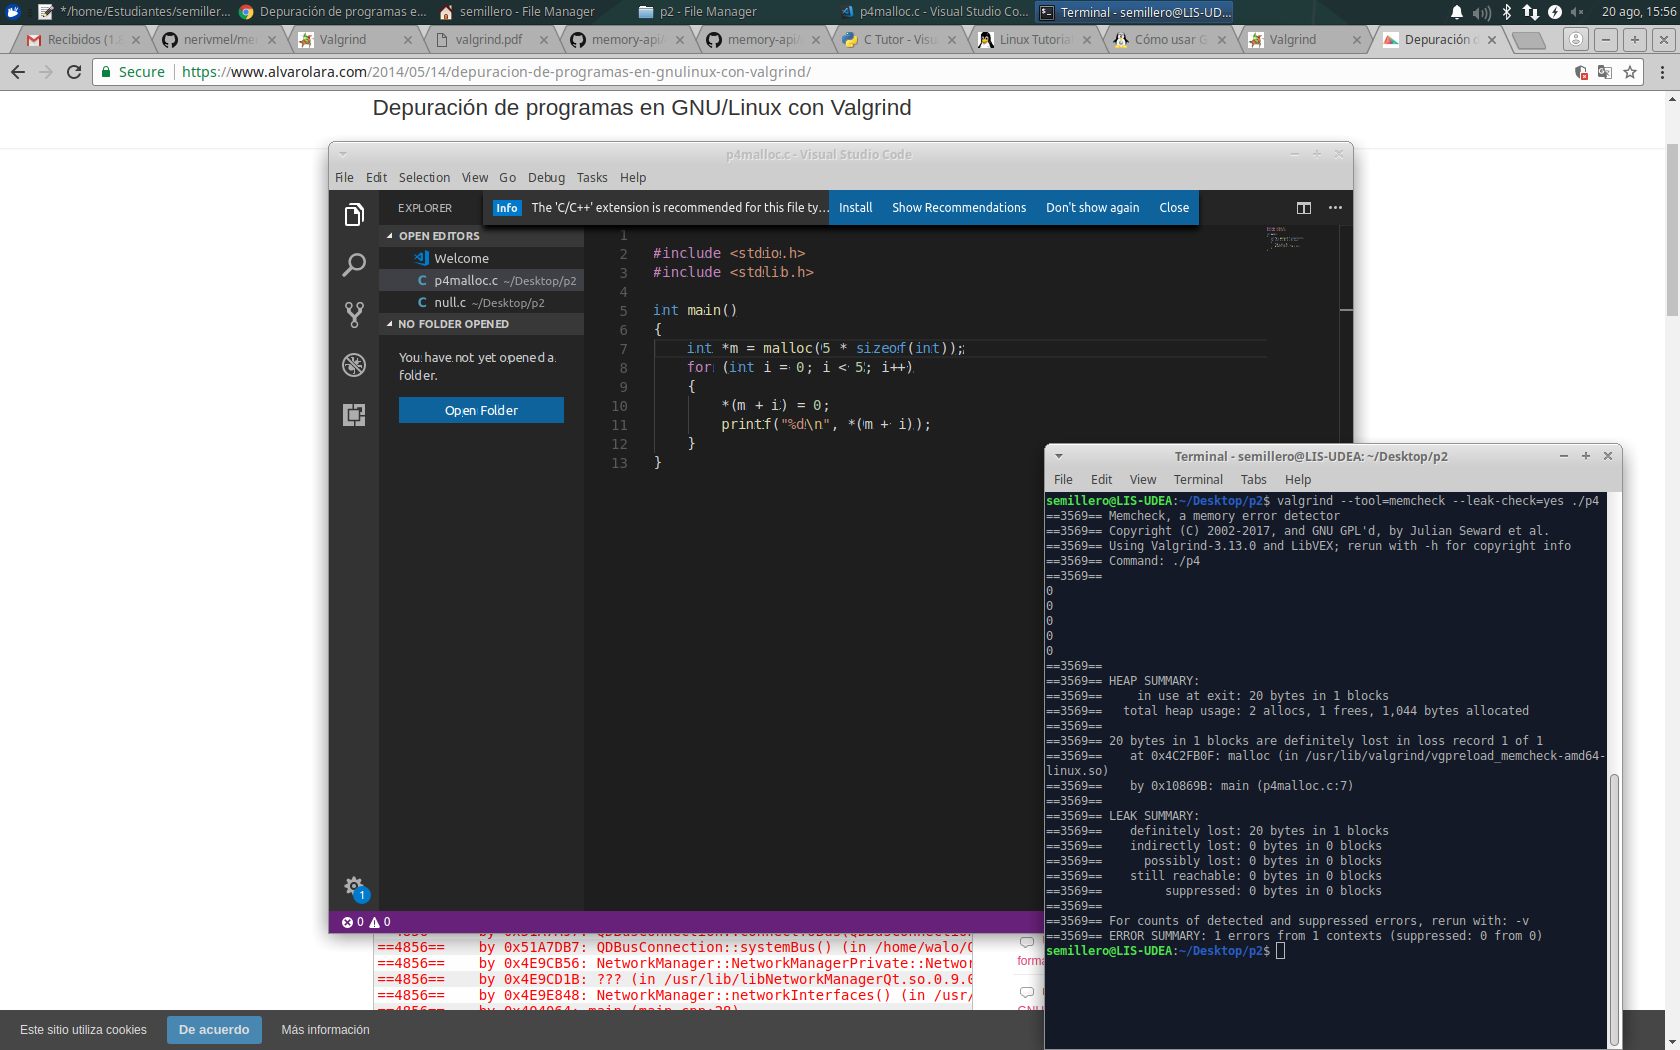 */home/Estudiantes/semiller... Depuración de programas e... semillero - File Manager p2 - File Manager p4malloc.c - Visual Studio Co... Terminal - semillero@LIS-UD... 20 ago, 15:56
Recibidos (1. nerivmel/me Valgrind valgrind.pdf memory-api/ memory-api/ C Tutor - Visu Linux Tutoria Cómo usar G Valgrind Depuración
Secure https://www.alvarolara.com/2014/05/14/depuracion-de-programas-en-gnulinux-con-valgrind/
Depuración de programas en GNU/Linux con Valgrind
p4malloc.c - Visual Studio Code
File Edit Selection View Go Debug Tasks Help
EXPLORER
Info The 'C/C++' extension is recommended for this file ty... Install Show Recommendations Don't show again Close
OPEN EDITORS
Welcome
p4malloc.c ~/Desktop/p2
null.c ~/Desktop/p2
NO FOLDER OPENED
You have not yet opened a
folder.
Open Folder
1
2 #include <stdio.h>
3 #include <stdlib.h>
4
5 int main()
6 {
7 int *m = malloc(5 * sizeof(int));
8 for (int i = 0; i < 5; i++)
9 {
10 *(m + i) = 0;
11 printf("%d\n", *(m + i));
12 }
13 }
1
0 0
Terminal - semillero@LIS-UDEA: ~/Desktop/p2
File Edit View Terminal Tabs Help
semillero@LIS-UDEA:~/Desktop/p2$ valgrind --tool=memcheck --leak-check=yes ./p4
==3569== Memcheck, a memory error detector
==3569== Copyright (C) 2002-2017, and GNU GPL'd, by Julian Seward et al.
==3569== Using Valgrind-3.13.0 and LibVEX; rerun with -h for copyright info
==3569== Command: ./p4
==3569==
0
0
0
0
0
==3569==
==3569== HEAP SUMMARY:
==3569== in use at exit: 20 bytes in 1 blocks
==3569== total heap usage: 2 allocs, 1 frees, 1,044 bytes allocated
==3569==
==3569== 20 bytes in 1 blocks are definitely lost in loss record 1 of 1
==3569== at 0x4C2FB0F: malloc (in /usr/lib/valgrind/vgpreload_memcheck-amd64-
linux.so)
==3569== by 0x10869B: main (p4malloc.c:7)
==3569==
==3569== LEAK SUMMARY:
==3569== definitely lost: 20 bytes in 1 blocks
==3569== indirectly lost: 0 bytes in 0 blocks
==3569== possibly lost: 0 bytes in 0 blocks
==3569== still reachable: 0 bytes in 0 blocks
==3569== suppressed: 0 bytes in 0 blocks
==3569==
==3569== For counts of detected and suppressed errors, rerun with: -v
==3569== ERROR SUMMARY: 1 errors from 1 contexts (suppressed: 0 from 0)
semillero@LIS-UDEA:~/Desktop/p2$
==4856== by 0x51A7DB7: QDBusConnection::systemBus() (in /home/walo/
==4856== by 0x4E9CB56: NetworkManager::NetworkManagerPrivate::Networ
==4856== by 0x4E9CD1B: ??? (in /usr/lib/libNetworkManagerQt.so.0.9.0
==4856== by 0x4E9E848: NetworkManager::networkInterfaces() (in /usr/
forma
Este sitio utiliza cookies De acuerdo Más información